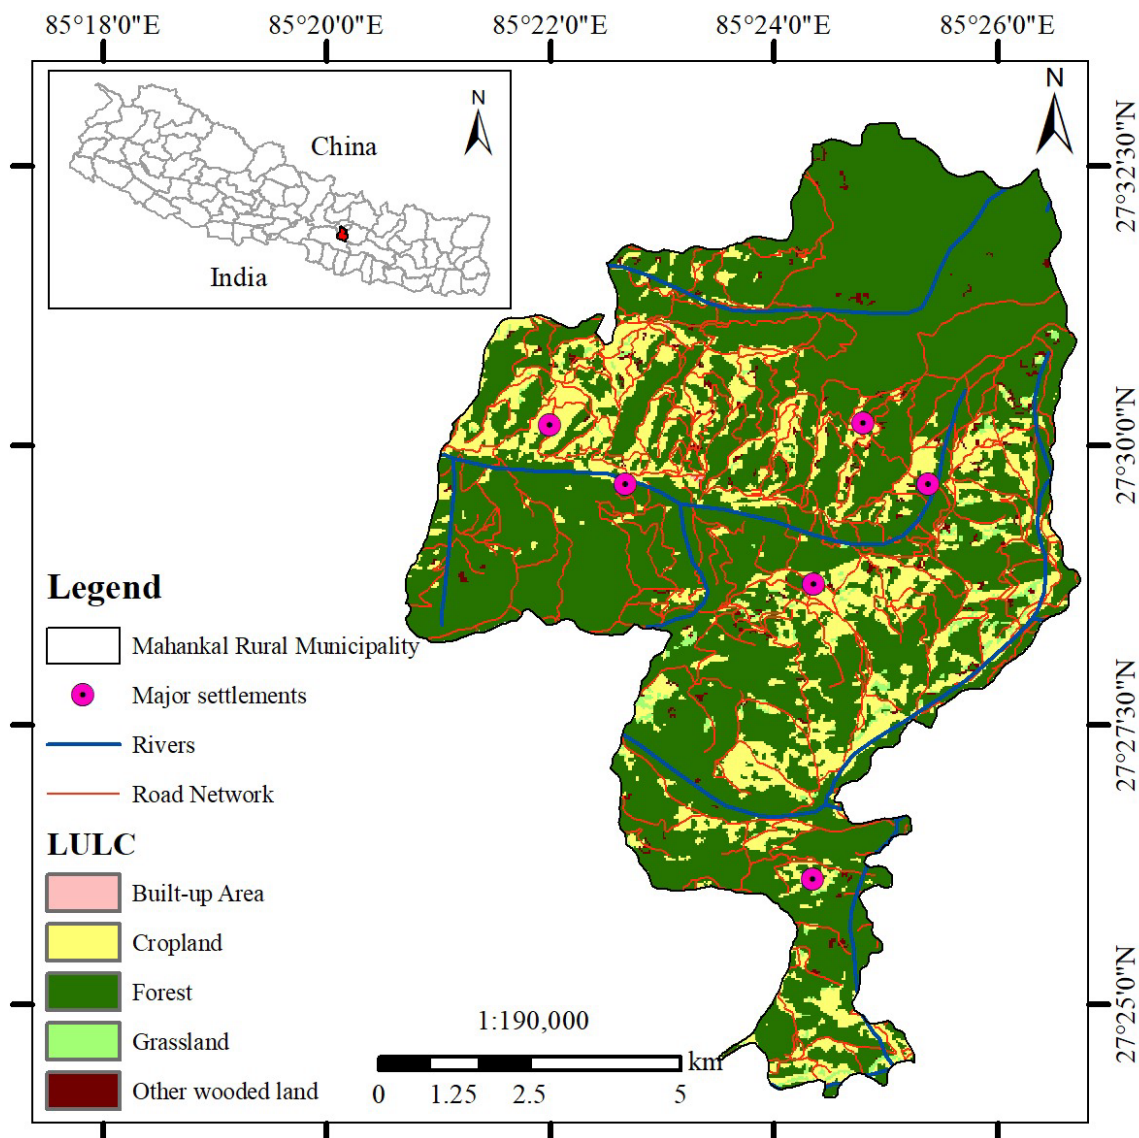 85°18'0"E 85°20'0"E 85°22'0"E 85°24'0"E 85°26'0"E
N
China
India
N
27°32'30"N
27°30'0"N
27°27'30"N
27°25'0"N
Legend
Mahankal Rural Municipality
Major settlements
Rivers
Road Network
LULC
Built-up Area
Cropland
Forest
Grassland
Other wooded land
1:190,000
km
0 1.25 2.5 5